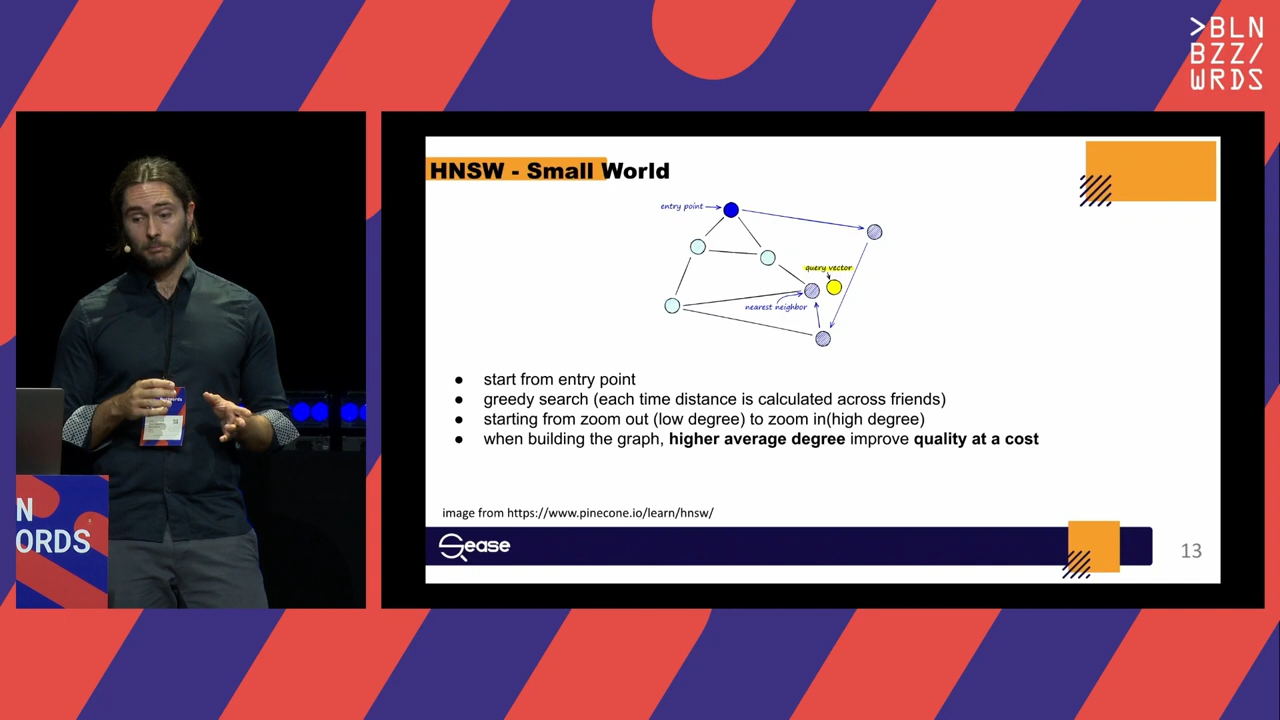 >BLN
BZZ/
WRDS
HNSW - Small World
entry point
query vector
nearest neighbor
● start from entry point
● greedy search (each time distance is calculated across friends)
● starting from zoom out (low degree) to zoom in(high degree)
● when building the graph, higher average degree improve quality at a cost
image from https://www.pinecone.io/learn/hnsw/
Sease
13
N
ORDS